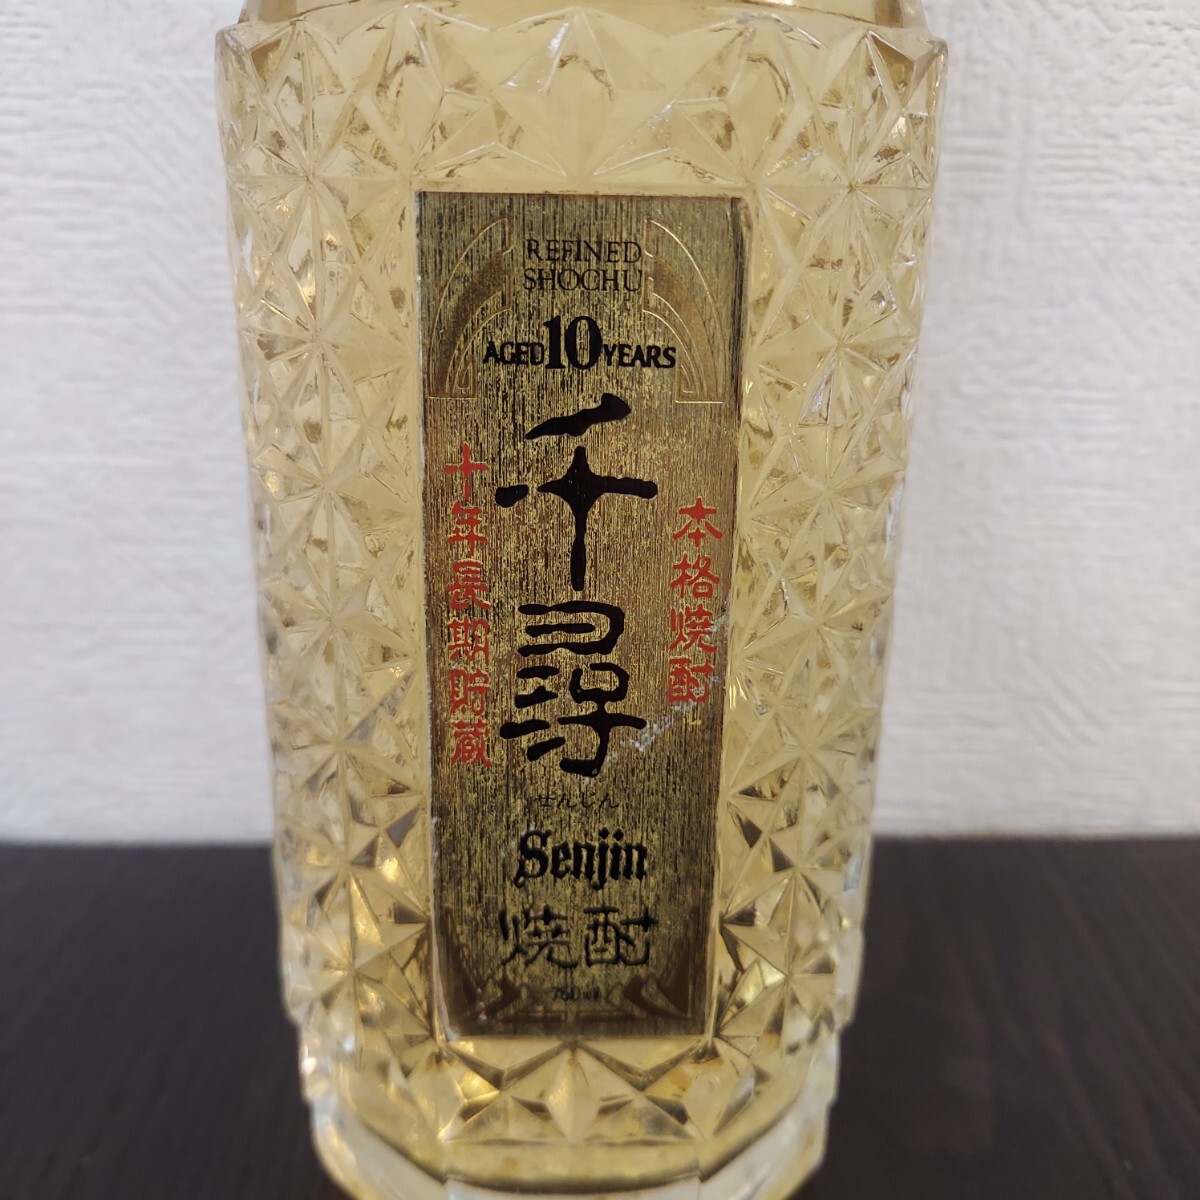 REFINED
SHOCHU
AGED 10 YEARS
千尋
本格焼酎
十年長期貯蔵
せんじん
Senjin
焼酎
760ml